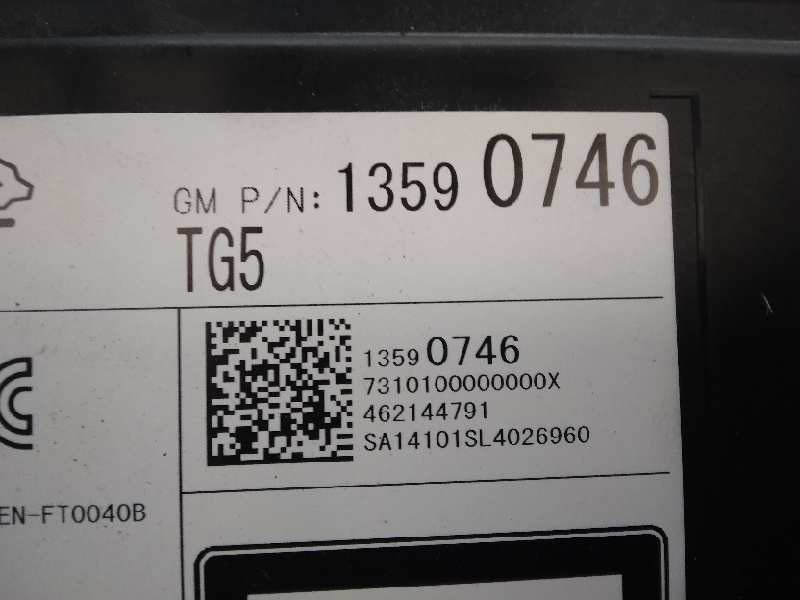 GM P/N: 1359 0746
TG5
1359 0746
7310100000000X
462144791
SA14101SL4026960
EN-FT0040B